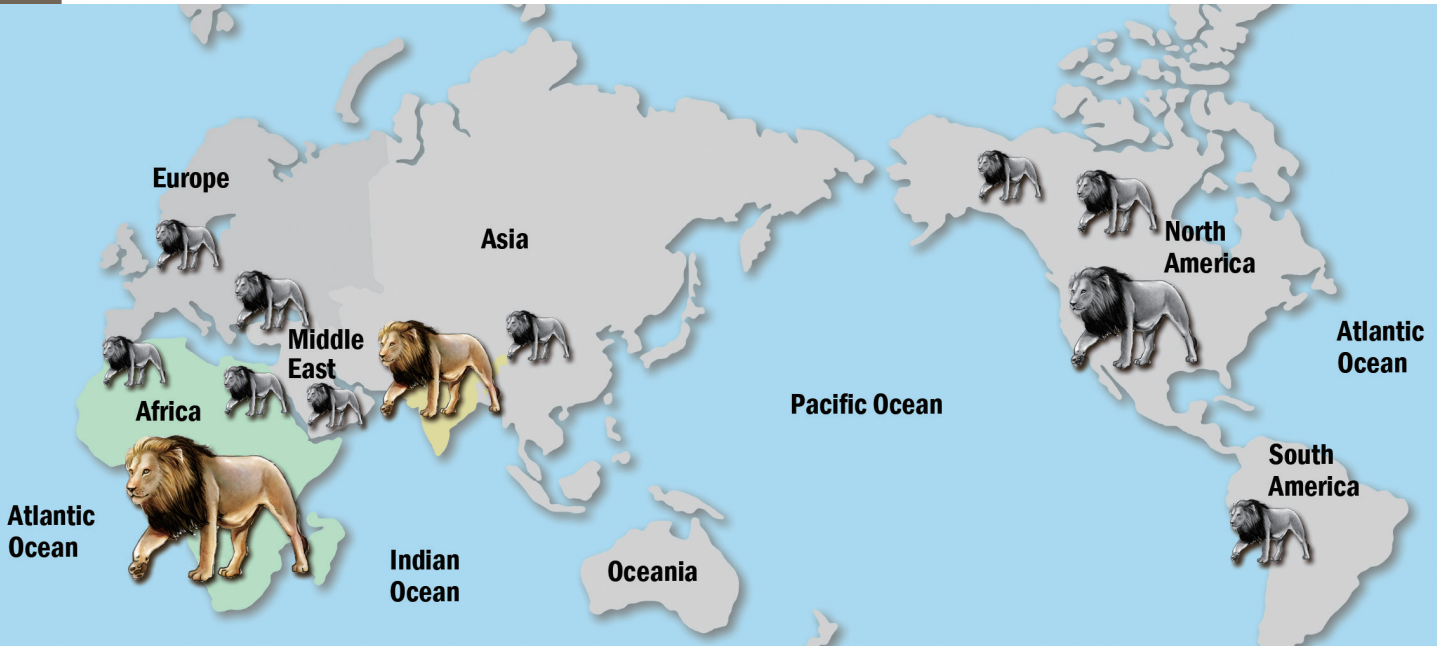 Europe
Asia
North
America
Middle
East
Atlantic
Ocean
Africa
Pacific Ocean
South
America
Atlantic
Ocean
Indian
Ocean
Oceania